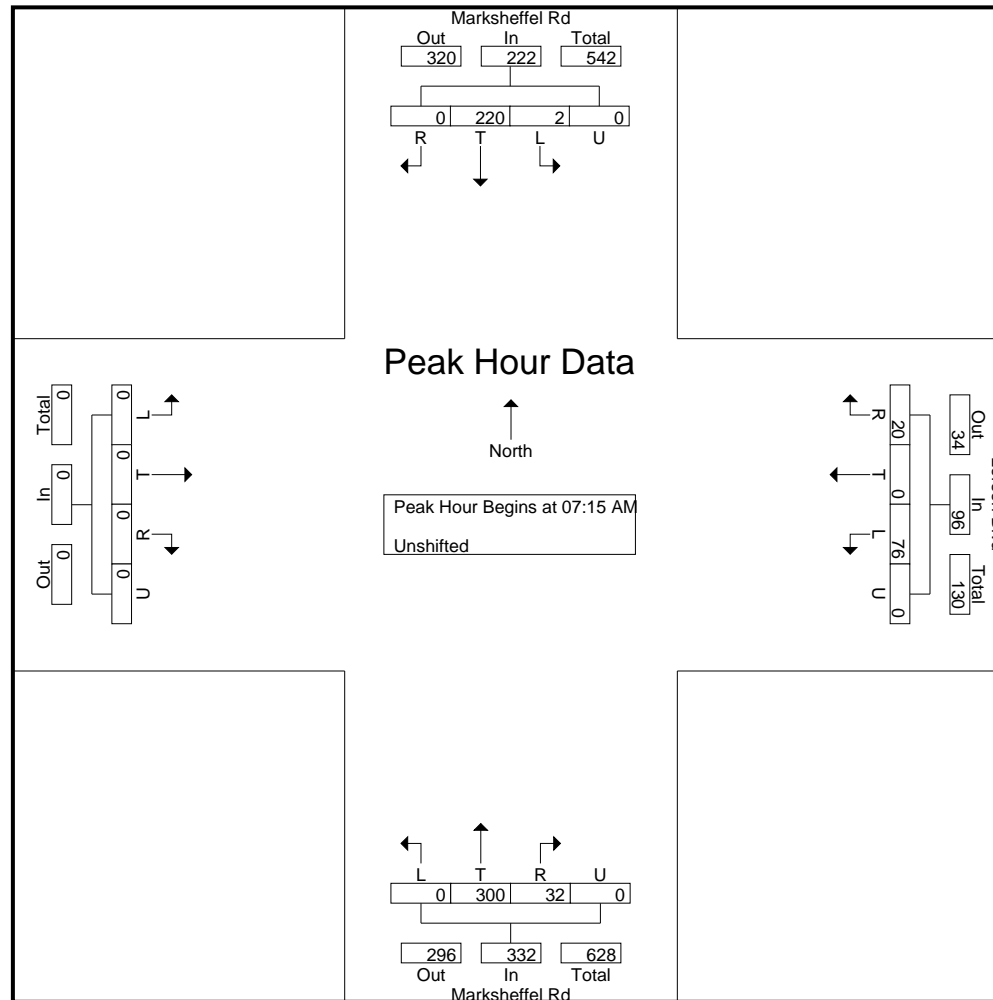 Marksheffel Rd
Out In Total
320 222 542
0 220 2 0
R T L U
Peak Hour Data
North
Peak Hour Begins at 07:15 AM
Unshifted
Total In Out
0 0 0
0 0 0 0
L T R U
R T L U
20 0 76 0
Out In Total
34 96 130
L T R U
0 300 32 0
296 332 628
Out In Total
Marksheffel Rd